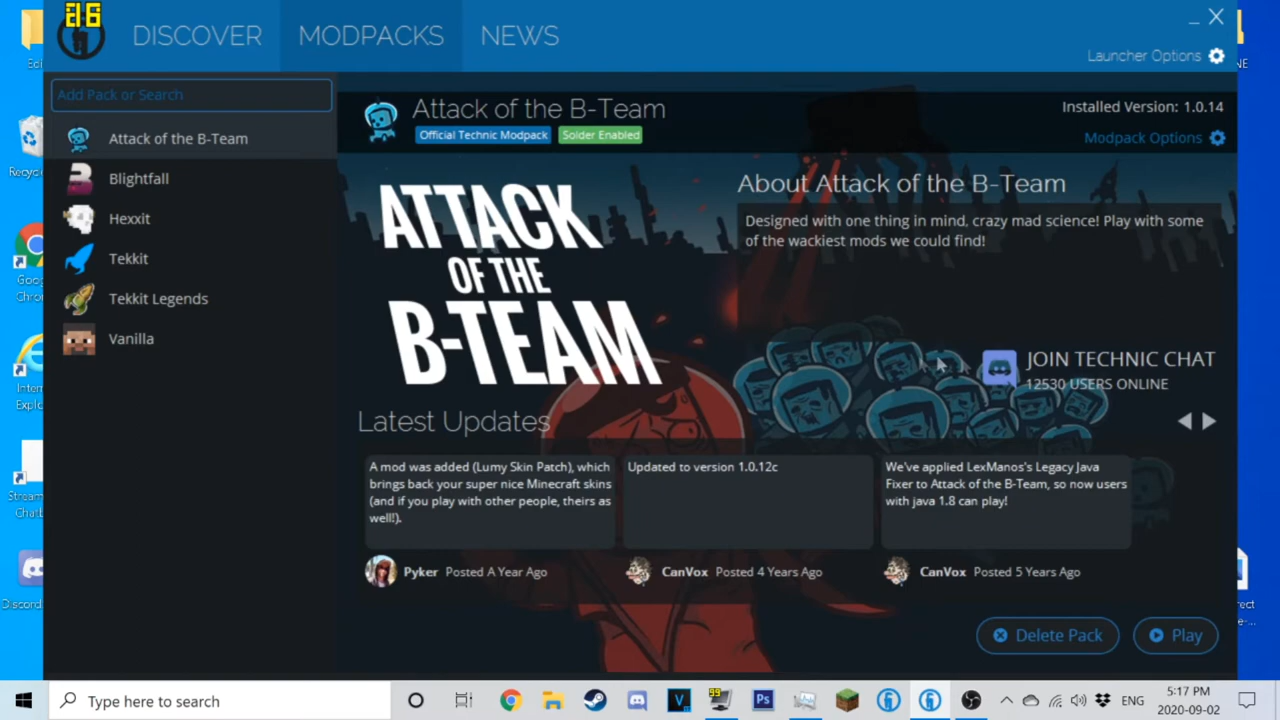 DISCOVER
MODPACKS
NEWS
Launcher Options
Add Pack or Search
Attack of the B-Team
Blightfall
Hexxit
Tekkit
Tekkit Legends
Vanilla
Attack of the B-Team
Official Technic Modpack
Solder Enabled
Installed Version: 1.0.14
Modpack Options
ATTACK
OF THE
B-TEAM
About Attack of the B-Team
Designed with one thing in mind, crazy mad science! Play with some
of the wackiest mods we could find!
JOIN TECHNIC CHAT
12530 USERS ONLINE
Latest Updates
A mod was added (Lumy Skin Patch), which
brings back your super nice Minecraft skins
(and if you play with other people, theirs as
well!).
Pyker Posted A Year Ago
Updated to version 1.0.12c
CanVox Posted 4 Years Ago
We've applied LexManos's Legacy Java
Fixer to Attack of the B-Team, so now users
with java 1.8 can play!
CanVox Posted 5 Years Ago
Delete Pack
Play
Discord
Type here to search
99
ENG
5:17 PM
2020-09-02